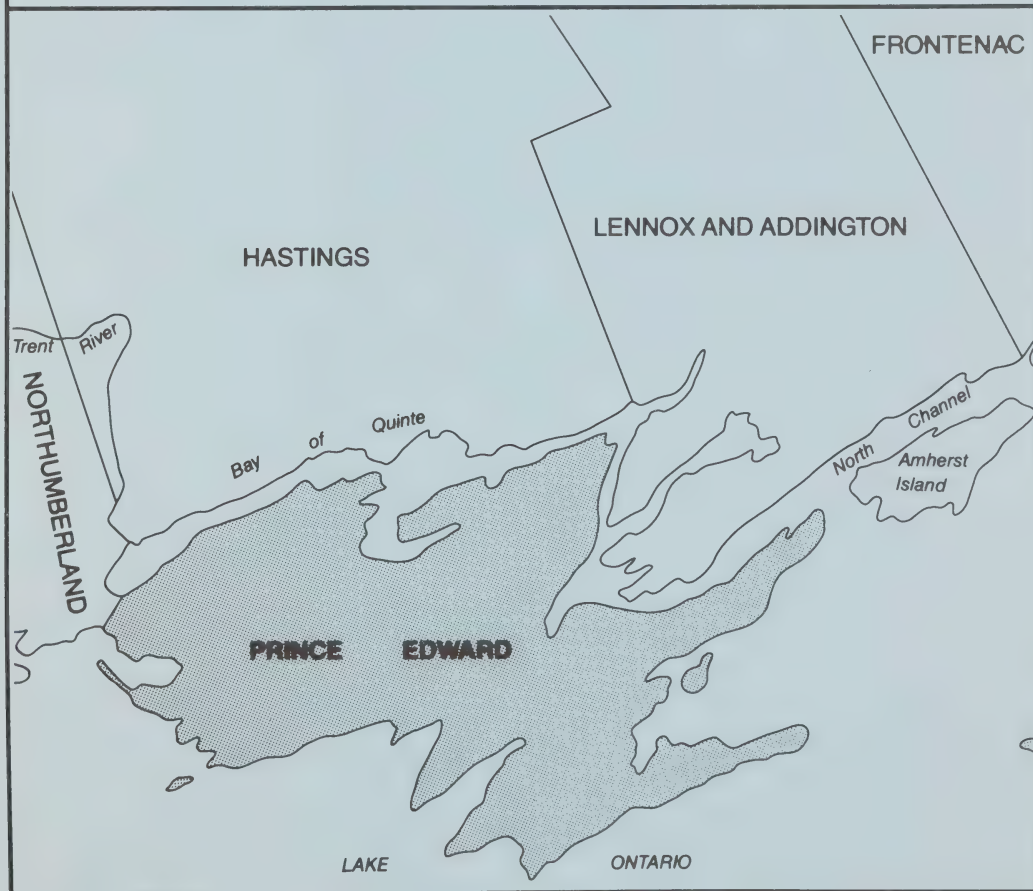 FRONTENAC
LENNOX AND ADDINGTON
HASTINGS
Trent River
NORTHUMBERLAND
Bay of Quinte
North Channel
Amherst
Island
PRINCE EDWARD
LAKE ONTARIO